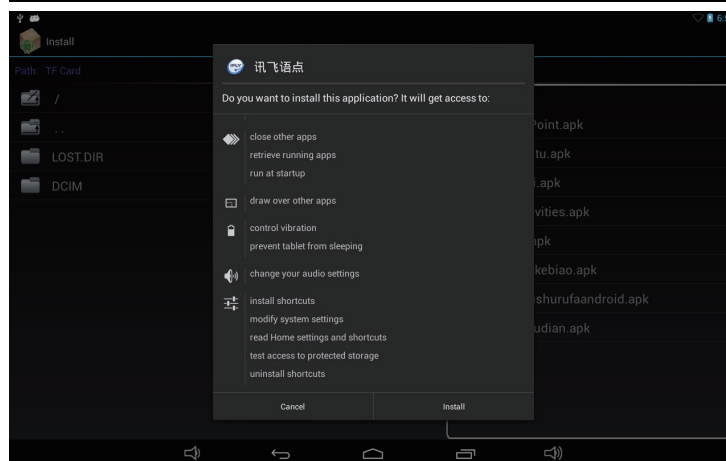 6:
Install
Path: TF Card
/
. .
LOST.DIR
DCIM
讯飞语点
Do you want to install this application? It will get access to:
close other apps
retrieve running apps
run at startup
draw over other apps
control vibration
prevent tablet from sleeping
change your audio settings
install shortcuts
modify system settings
read Home settings and shortcuts
test access to protected storage
uninstall shortcuts
Cancel
Install
Point.apk
tu.apk
i.apk
vities.apk
apk
kebiao.apk
shurufaandroid.apk
udian.apk